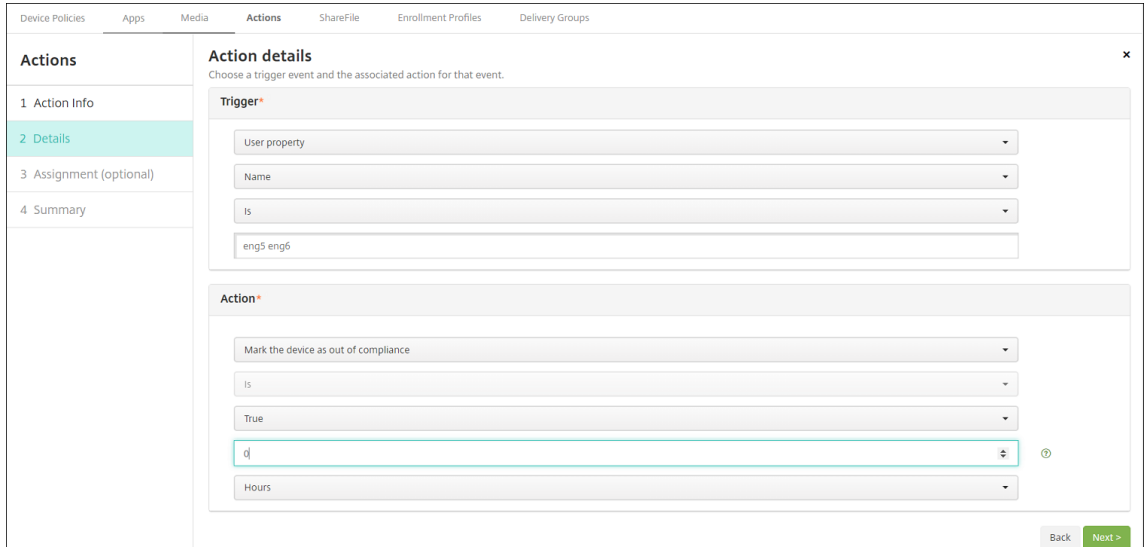 Device Policies Apps Media Actions ShareFile Enrollment Profiles Delivery Groups
Actions
1 Action Info
2 Details
3 Assignment (optional)
4 Summary
Action details
Choose a trigger event and the associated action for that event.
Trigger*
User property
Name
Is
eng5 eng6
Action*
Mark the device as out of compliance
Is
True
0
Hours
Back Next >